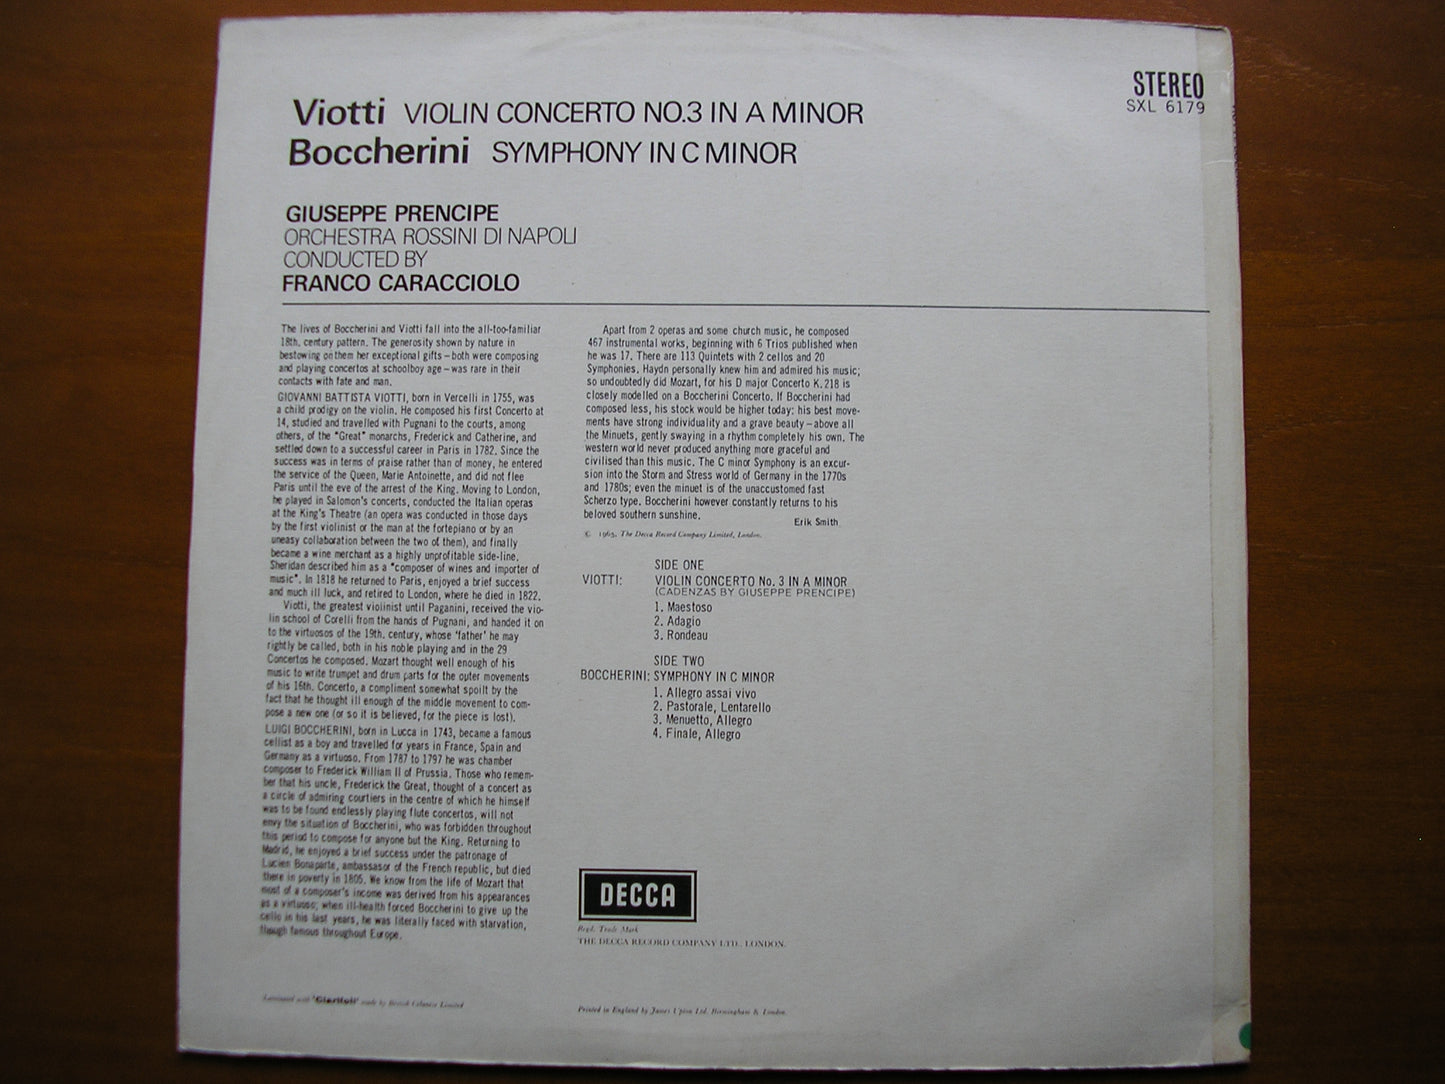 STEREO
SXL 6179
Viotti VIOLIN CONCERTO NO.3 IN A MINOR
Boccherini SYMPHONY IN C MINOR
GIUSEPPE PRENCIPE
ORCHESTRA ROSSINI DI NAPOLI
CONDUCTED BY
FRANCO CARACCIOLO
The lives of Boccherini and Viotti fall into the all-too-familiar
18th. century pattern. The generosity shown by nature in
bestowing on them her exceptional gifts – both were composing
and playing concertos at schoolboy age – was rare in their
contacts with fate and man.
GIOVANNI BATTISTA VIOTTI, born in Vercelli in 1755, was
a child prodigy on the violin. He composed his first Concerto at
14, studied and travelled with Pugnani to the courts, among
others, of the "Great" monarchs, Frederick and Catherine, and
settled down to a successful career in Paris in 1782. Since the
success was in terms of praise rather than of money, he entered
the service of the Queen, Marie Antoinette, and did not flee
Paris until the eve of the arrest of the King. Moving to London,
he played in Salomon's concerts, conducted the Italian operas
at the King's Theatre (an opera was conducted in those days
by the first violinist or the man at the fortepiano or by an
uneasy collaboration between the two of them), and finally
became a wine merchant as a highly unprofitable side-line.
Sheridan described him as a "composer of wines and importer of
music". In 1818 he returned to Paris, enjoyed a brief success
and much ill luck, and retired to London, where he died in 1822.
Viotti, the greatest violinist until Paganini, received the vio-
lin school of Corelli from the hands of Pugnani, and handed it on
to the virtuosos of the 19th. century, whose 'father' he may
rightly be called, both in his noble playing and in the 29
Concertos he composed. Mozart thought well enough of his
music to write trumpet and drum parts for the outer movements
of his 16th. Concerto, a compliment somewhat spoilt by the
fact that he thought ill enough of the middle movement to com-
pose a new one (or so it is believed, for the piece is lost).
LUIGI BOCCHERINI, born in Lucca in 1743, became a famous
cellist as a boy and travelled for years in France, Spain and
Germany as a virtuoso. From 1787 to 1797 he was chamber
composer to Frederick William II of Prussia. Those who remem-
ber that his uncle, Frederick the Great, thought of a concert as
a circle of admiring courtiers in the centre of which he himself
was to be found endlessly playing flute concertos, will not
envy the situation of Boccherini, who was forbidden throughout
this period to compose for anyone but the King. Returning to
Madrid, he enjoyed a brief success under the patronage of
Lucien Bonaparte, ambassador of the French republic, but died
there in poverty in 1805. We know from the life of Mozart that
most of a composer's income was derived from his appearances
as a virtuoso; when ill-health forced Boccherini to give up the
cello in his last years, he was literally faced with starvation,
though famous throughout Europe.
Apart from 2 operas and some church music, he composed
467 instrumental works, beginning with 6 Trios published when
he was 17. There are 113 Quintets with 2 cellos and 20
Symphonies. Haydn personally knew him and admired his music;
so undoubtedly did Mozart, for his D major Concerto K. 218 is
closely modelled on a Boccherini Concerto. If Boccherini had
composed less, his stock would be higher today: his best move-
ments have strong individuality and a grave beauty – above all
the Minuets, gently swaying in a rhythm completely his own. The
western world never produced anything more graceful and
civilised than this music. The C minor Symphony is an excur-
sion into the Storm and Stress world of Germany in the 1770s
and 1780s; even the minuet is of the unaccustomed fast
Scherzo type. Boccherini however constantly returns to his
beloved southern sunshine.
Erik Smith
© 1965, The Decca Record Company Limited, London.
SIDE ONE
VIOTTI: VIOLIN CONCERTO No. 3 IN A MINOR
(CADENZAS BY GIUSEPPE PRENCIPE)
1. Maestoso
2. Adagio
3. Rondeau
SIDE TWO
BOCCHERINI: SYMPHONY IN C MINOR
1. Allegro assai vivo
2. Pastorale, Lentarello
3. Menuetto, Allegro
4. Finale, Allegro
DECCA
Regd. Trade Mark
THE DECCA RECORD COMPANY LTD., LONDON.
Laminated with 'Clarifoil' made by British Celanese Limited
Printed in England by James Upton Ltd. Birmingham & London.